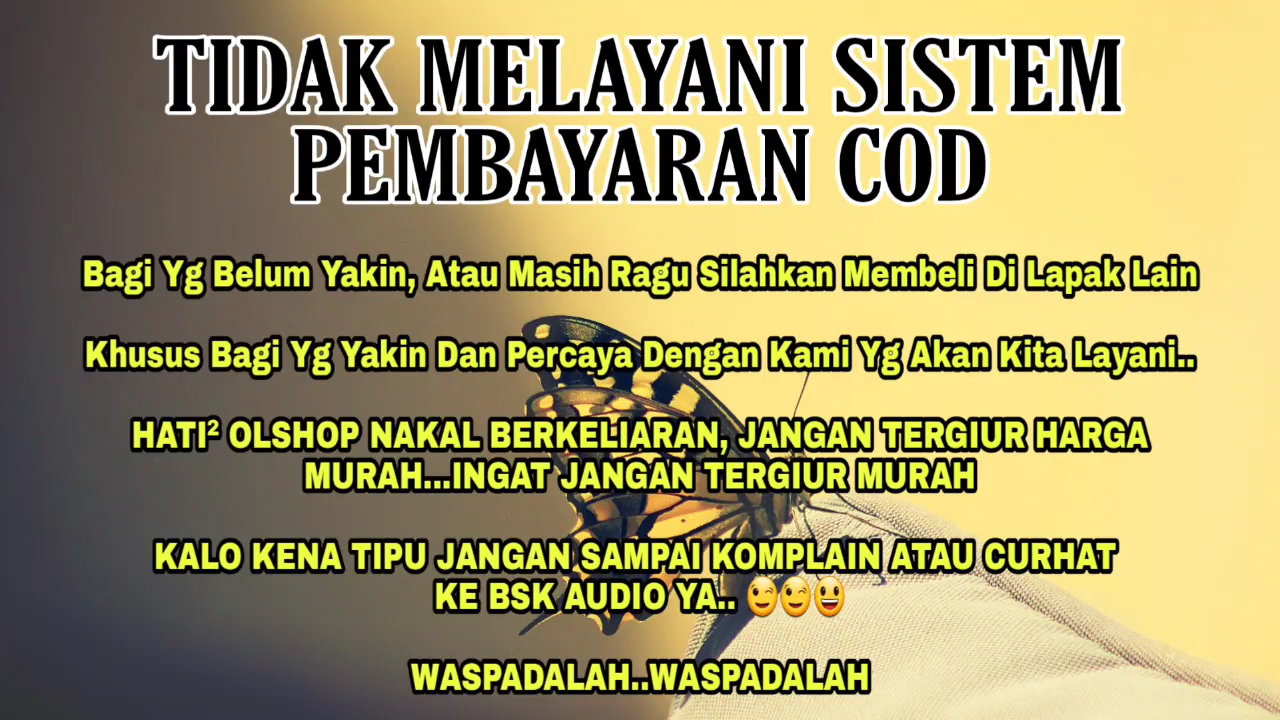 TIDAK MELAYANI SISTEM
PEMBAYARAN COD
Bagi Yg Belum Yakin, Atau Masih Ragu Silahkan Membeli Di Lapak Lain
Khusus Bagi Yg Yakin Dan Percaya Dengan Kami Yg Akan Kita Layani..
HATI² OLSHOP NAKAL BERKELIARAN, JANGAN TERGIUR HARGA
MURAH...INGAT JANGAN TERGIUR MURAH
KALO KENA TIPU JANGAN SAMPAI KOMPLAIN ATAU CURHAT
KE BSK AUDIO YA.. 😉😉😃
WASPADALAH..WASPADALAH